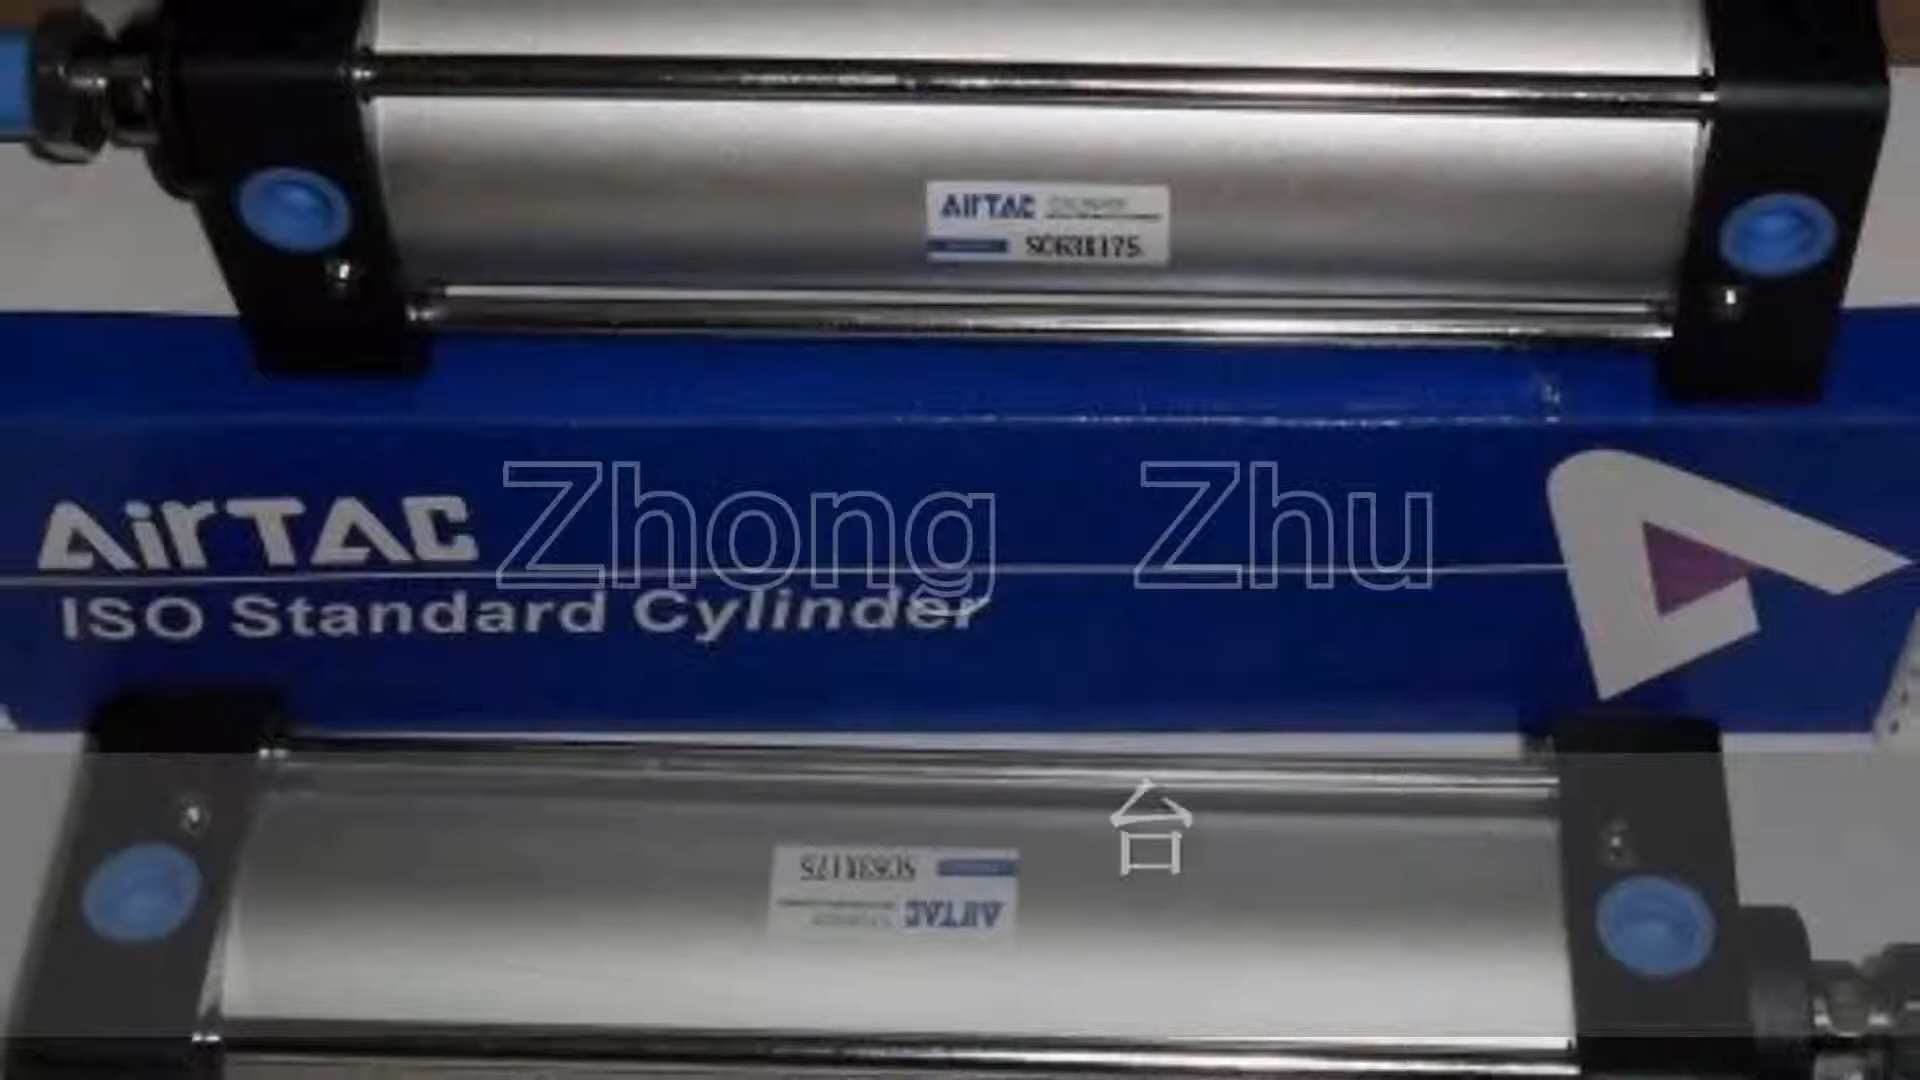 AirTAC
SC63X175
Zhong Zhu
AirTAC
ISO Standard Cylinder
台
SC63X175
AirTAC